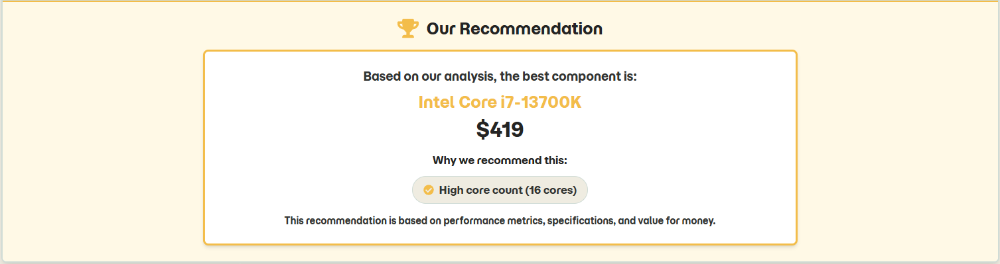 Our Recommendation
Based on our analysis, the best component is:
Intel Core i7-13700K
$419
Why we recommend this:
High core count (16 cores)
This recommendation is based on performance metrics, specifications, and value for money.